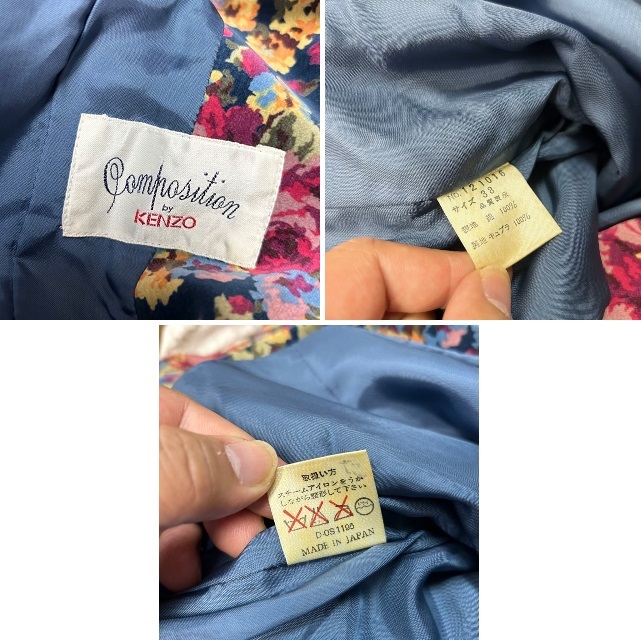 Composition
by
KENZO
No. 121016
サイズ 38
品質表示
表地 綿 100%
裏地 キュプラ 100%
取扱い方
スチームアイロンをうか
しながら整形して下さい
D-OS1198
MADE IN JAPAN